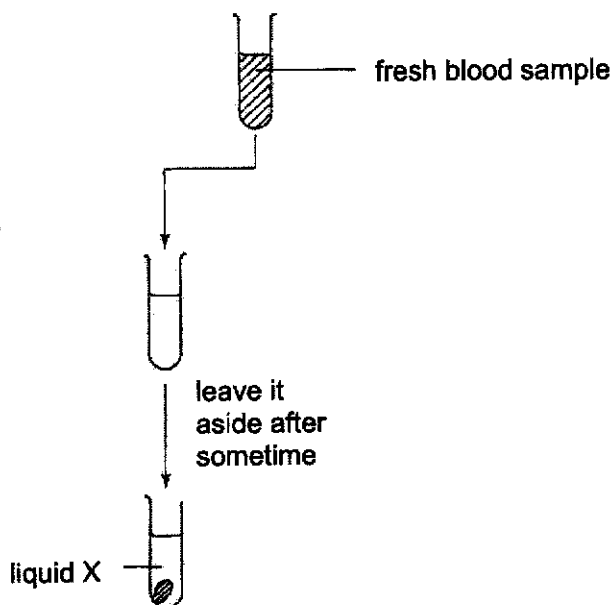 fresh blood sample
leave it
aside after
sometime
liquid X